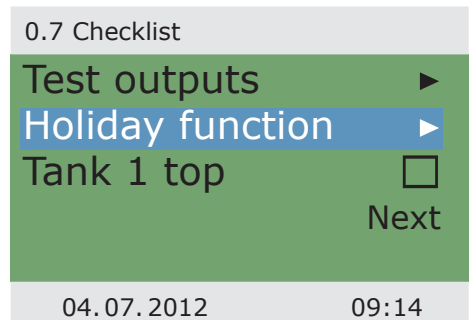 0.7 Checklist
Test outputs
Holiday function
Tank 1 top
Next
04.07.2012 09:14